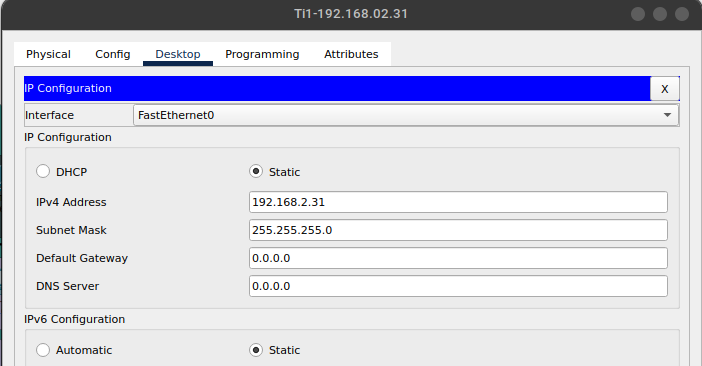 Ti1-192.168.02.31
Physical Config Desktop Programming Attributes
IP Configuration X
Interface FastEthernet0
IP Configuration
DHCP Static
IPv4 Address 192.168.2.31
Subnet Mask 255.255.255.0
Default Gateway 0.0.0.0
DNS Server 0.0.0.0
IPv6 Configuration
Automatic Static